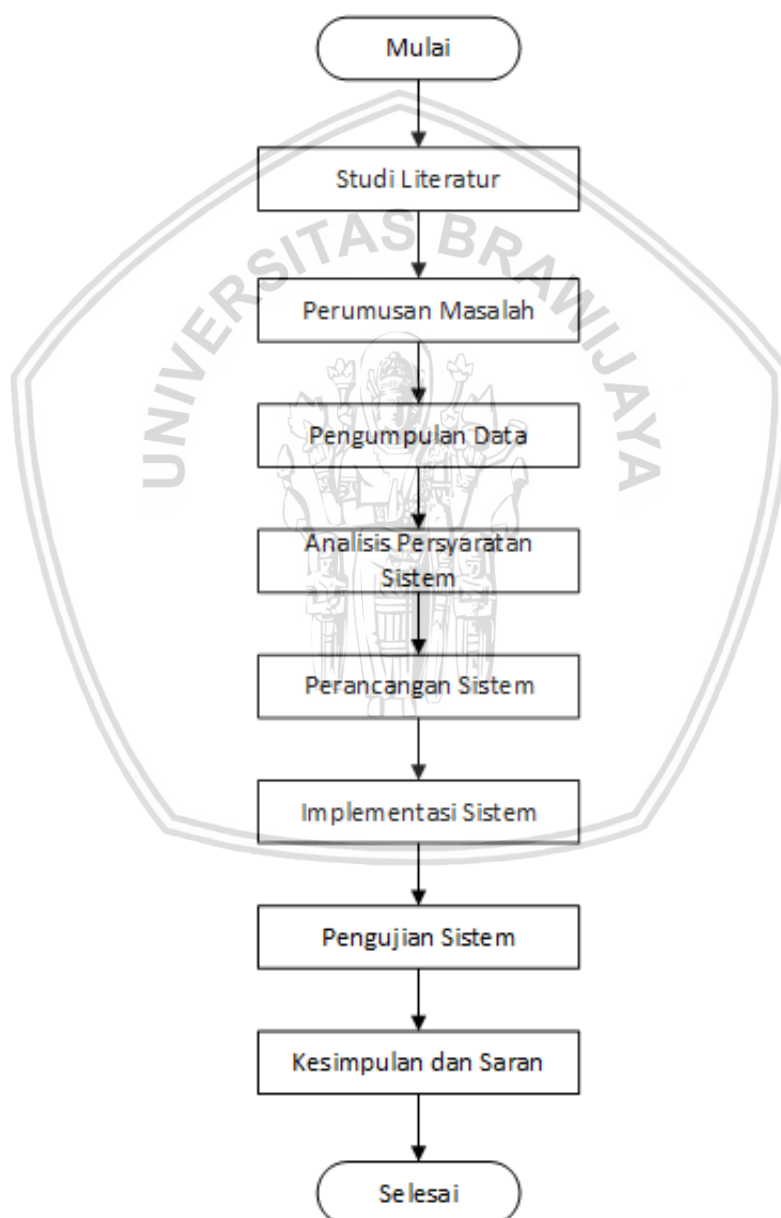 Mulai
Studi Literatur
UNIVERSITAS BRAWIJAYA
Perumusan Masalah
Pengumpulan Data
Analisis Persyaratan
Sistem
Perancangan Sistem
Implementasi Sistem
Pengujian Sistem
Kesimpulan dan Saran
Selesai